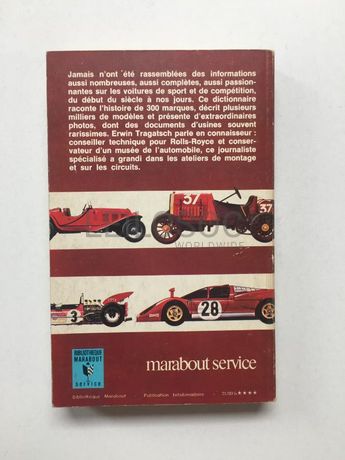 Jamais n'ont été rassemblées des informations
aussi nombreuses, aussi complètes, aussi passion-
nantes sur les voitures de sport et de compétition,
du début du siècle à nos jours. Ce dictionnaire
raconte l'histoire de 300 marques, décrit plusieurs
milliers de modèles et présente d'extraordinaires
photos, dont des documents d'usines souvent
rarissimes. Erwin Tragatsch parle en connaisseur :
conseiller technique pour Rolls-Royce et conser-
vateur d'un musée de l'automobile, ce journaliste
spécialisé a grandi dans les ateliers de montage
et sur les circuits.
37
37
WORLDWIDE
3
28
BIBLIOTHEQUE
MARABOUT
service
marabout service
Bibliothèque Marabout - Publication hebdomadaire